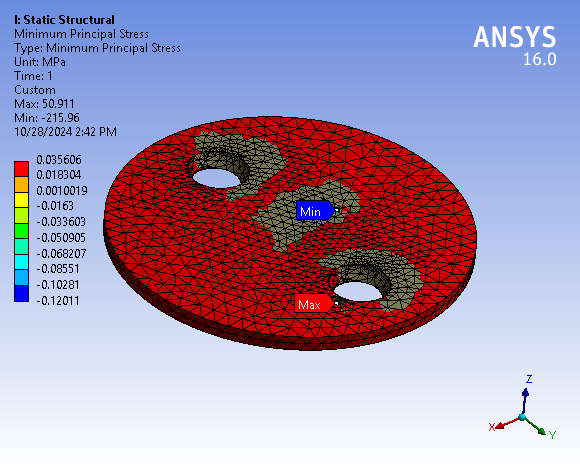 I: Static Structural
Minimum Principal Stress
Type: Minimum Principal Stress
Unit: MPa
Time: 1
Custom
Max: 50.911
Min: -215.96
10/28/2024 2:42 PM
ANSYS
16.0
0.035606
0.018304
0.0010019
-0.0163
-0.033603
-0.050905
-0.068207
-0.08551
-0.10281
-0.12011
Min
Max
Z
X
Y